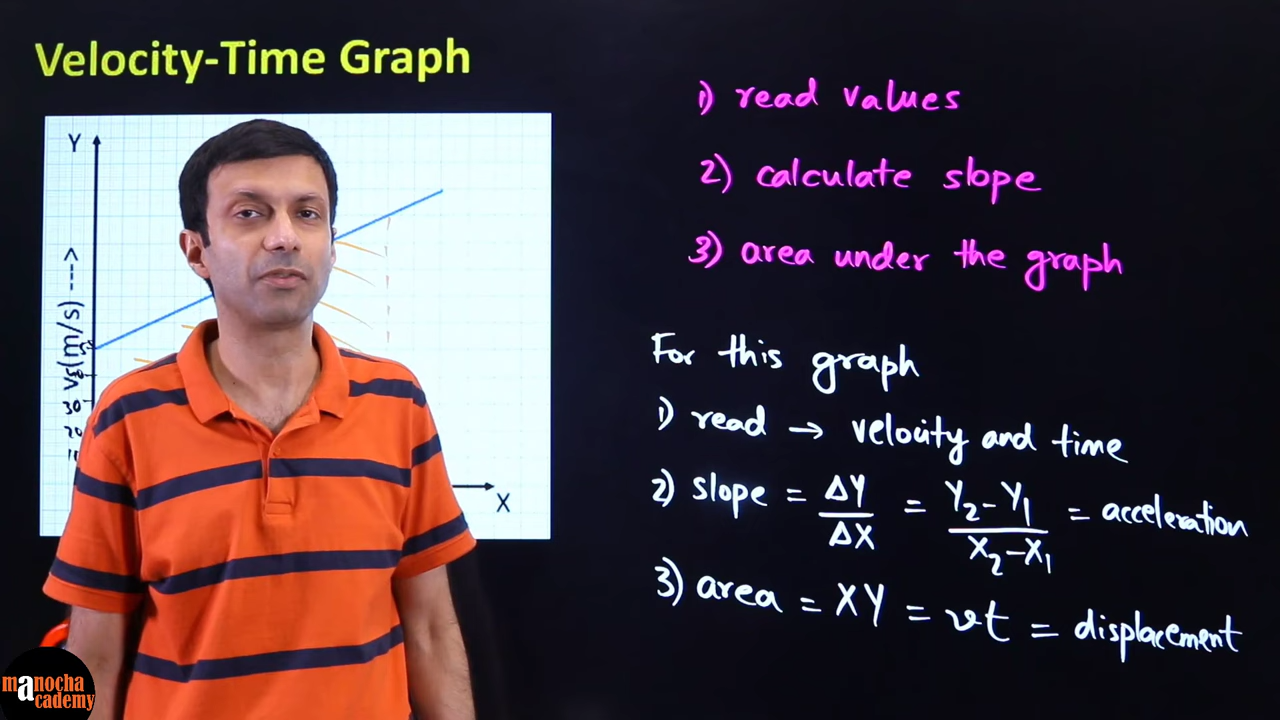 Velocity-Time Graph
Y
V(m/s) --->
30
20
X
1) read values
2) calculate slope
3) area under the graph
For this graph
1) read → velocity and time
2) slope = ΔY/ΔX = Y₂-Y₁/X₂-X₁ = acceleration
3) area = XY = vt = displacement
manocha
academy